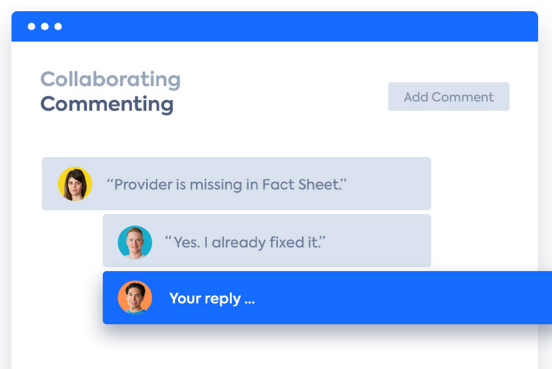 Collaborating
Commenting
Add Comment
“Provider is missing in Fact Sheet.”
“Yes. I already fixed it.”
Your reply ...